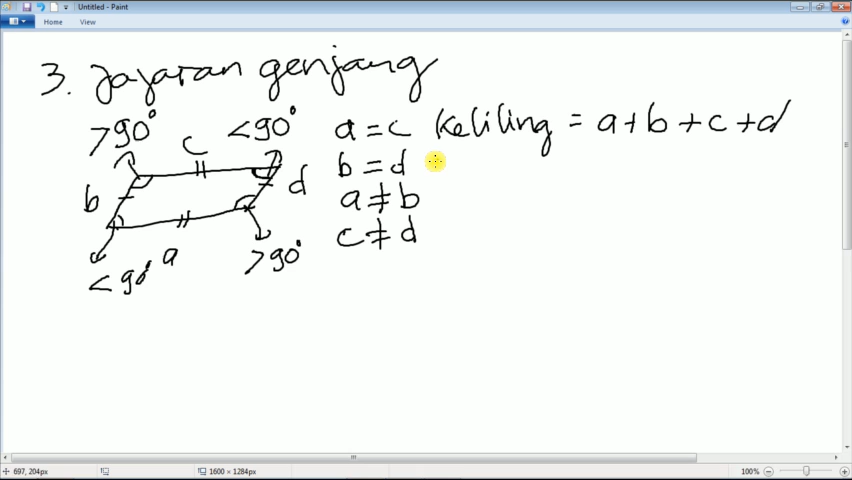 Untitled - Paint
Home View
3. Jajaran genjang
>90° <90° a = c Keliling = a + b + c + d
c
b = d
b d
a ≠ b
c ≠ d
a >90°
<90°
697, 204px 1600 × 1284px 100%